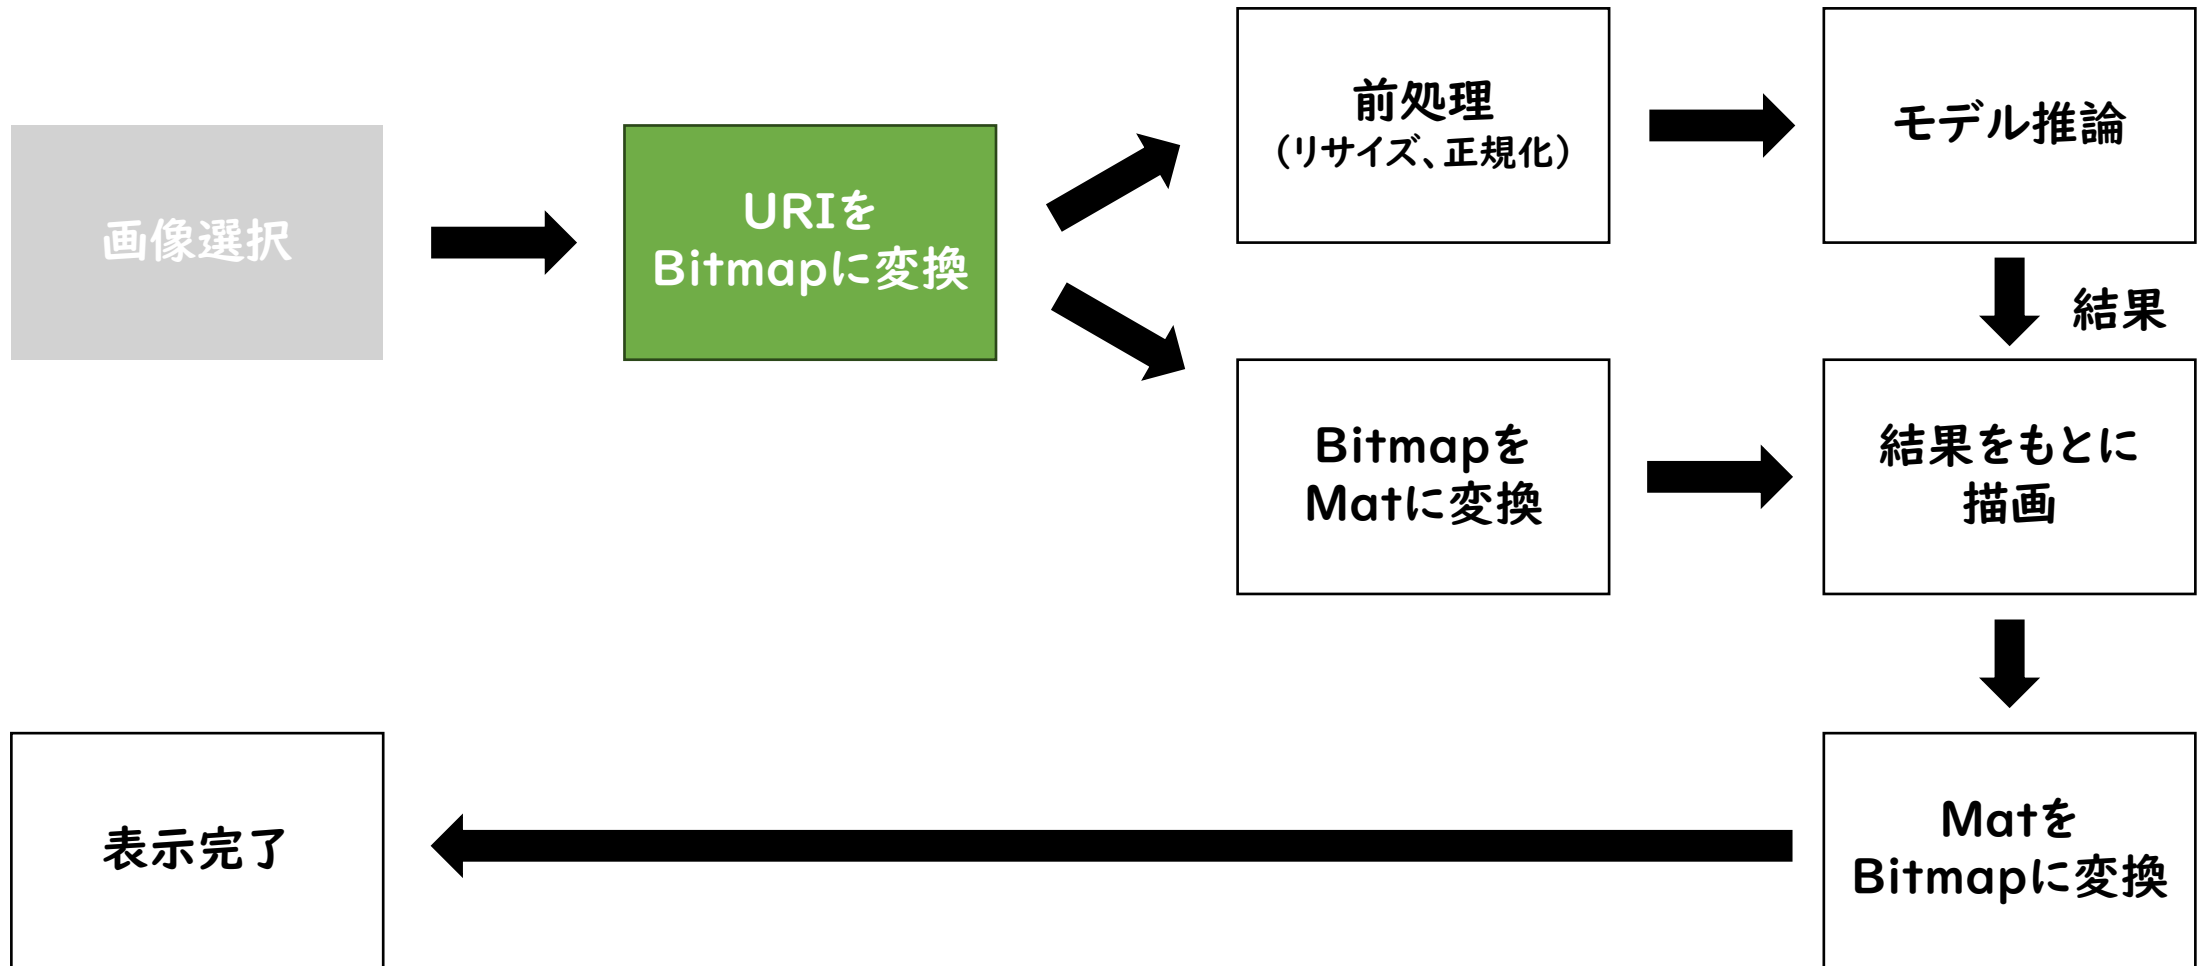 画像選択
URIを
Bitmapに変換
前処理
（リサイズ、正規化）
モデル推論
結果
Bitmapを
Matに変換
結果をもとに
描画
Matを
Bitmapに変換
表示完了